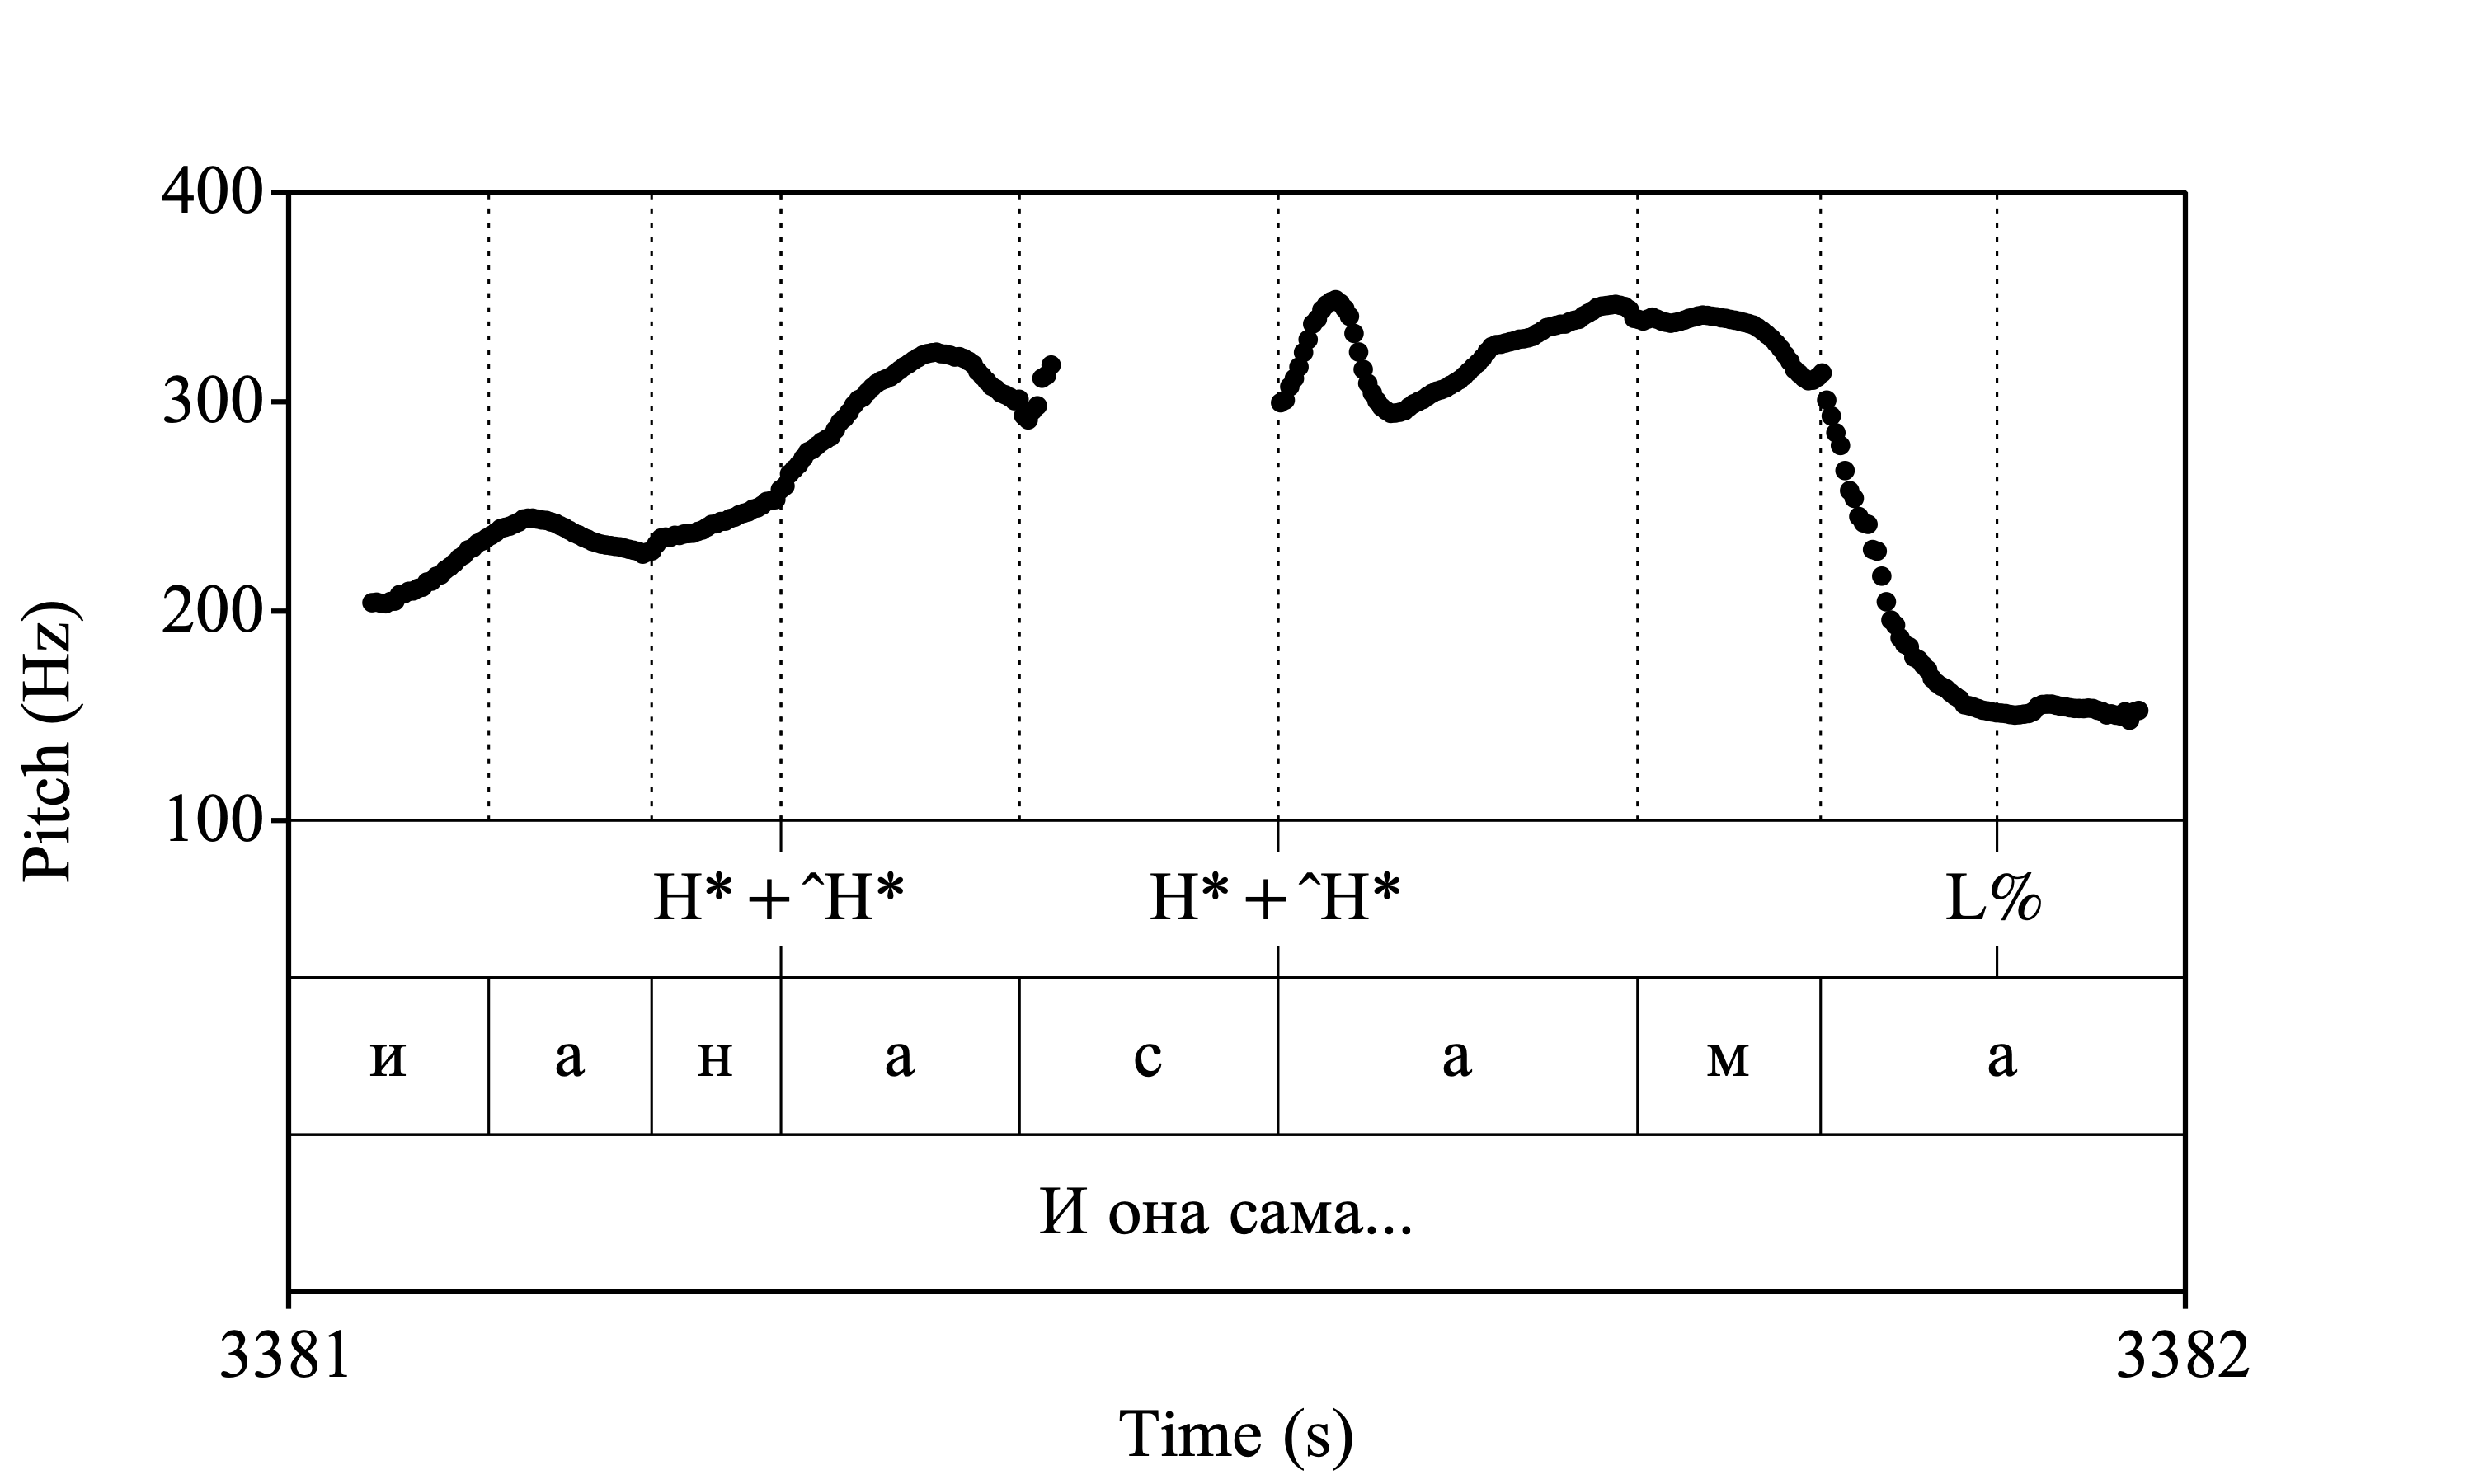 400
300
200
100
Pitch (Hz)
H*+^H* H*+^H* L%
и а н а с а м а
И она сама...
3381 3382
Time (s)